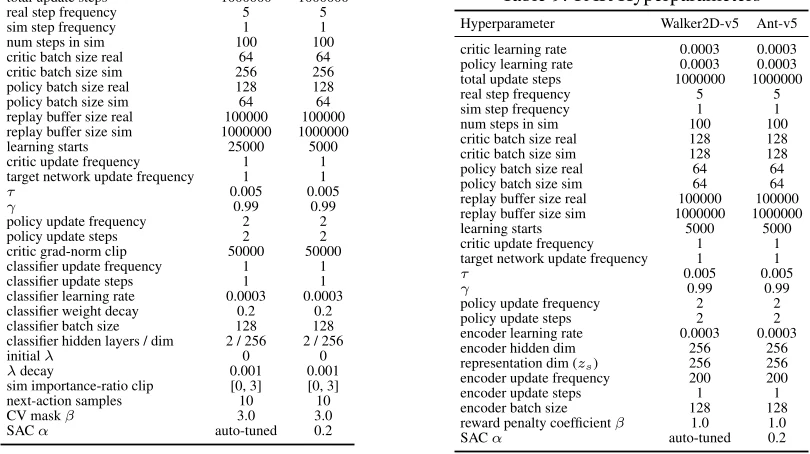 total update steps 1000000 1000000
real step frequency 5 5
sim step frequency 1 1
num steps in sim 100 100
critic batch size real 64 64
critic batch size sim 256 256
policy batch size real 128 128
policy batch size sim 64 64
replay buffer size real 100000 100000
replay buffer size sim 1000000 1000000
learning starts 25000 5000
critic update frequency 1 1
target network update frequency 1 1
τ 0.005 0.005
γ 0.99 0.99
policy update frequency 2 2
policy update steps 2 2
critic grad-norm clip 50000 50000
classifier update frequency 1 1
classifier update steps 1 1
classifier learning rate 0.0003 0.0003
classifier weight decay 0.2 0.2
classifier batch size 128 128
classifier hidden layers / dim 2 / 256 2 / 256
initial λ 0 0
λ decay 0.001 0.001
sim importance-ratio clip [0, 3] [0, 3]
next-action samples 10 10
CV mask β 3.0 3.0
SAC α auto-tuned 0.2
Hyperparameter Walker2D-v5 Ant-v5
critic learning rate 0.0003 0.0003
policy learning rate 0.0003 0.0003
total update steps 1000000 1000000
real step frequency 5 5
sim step frequency 1 1
num steps in sim 100 100
critic batch size real 128 128
critic batch size sim 128 128
policy batch size real 64 64
policy batch size sim 64 64
replay buffer size real 100000 100000
replay buffer size sim 1000000 1000000
learning starts 5000 5000
critic update frequency 1 1
target network update frequency 1 1
τ 0.005 0.005
γ 0.99 0.99
policy update frequency 2 2
policy update steps 2 2
encoder learning rate 0.0003 0.0003
encoder hidden dim 256 256
representation dim (zₛ) 256 256
encoder update frequency 200 200
encoder update steps 1 1
encoder batch size 128 128
reward penalty coefficient β 1.0 1.0
SAC α auto-tuned 0.2